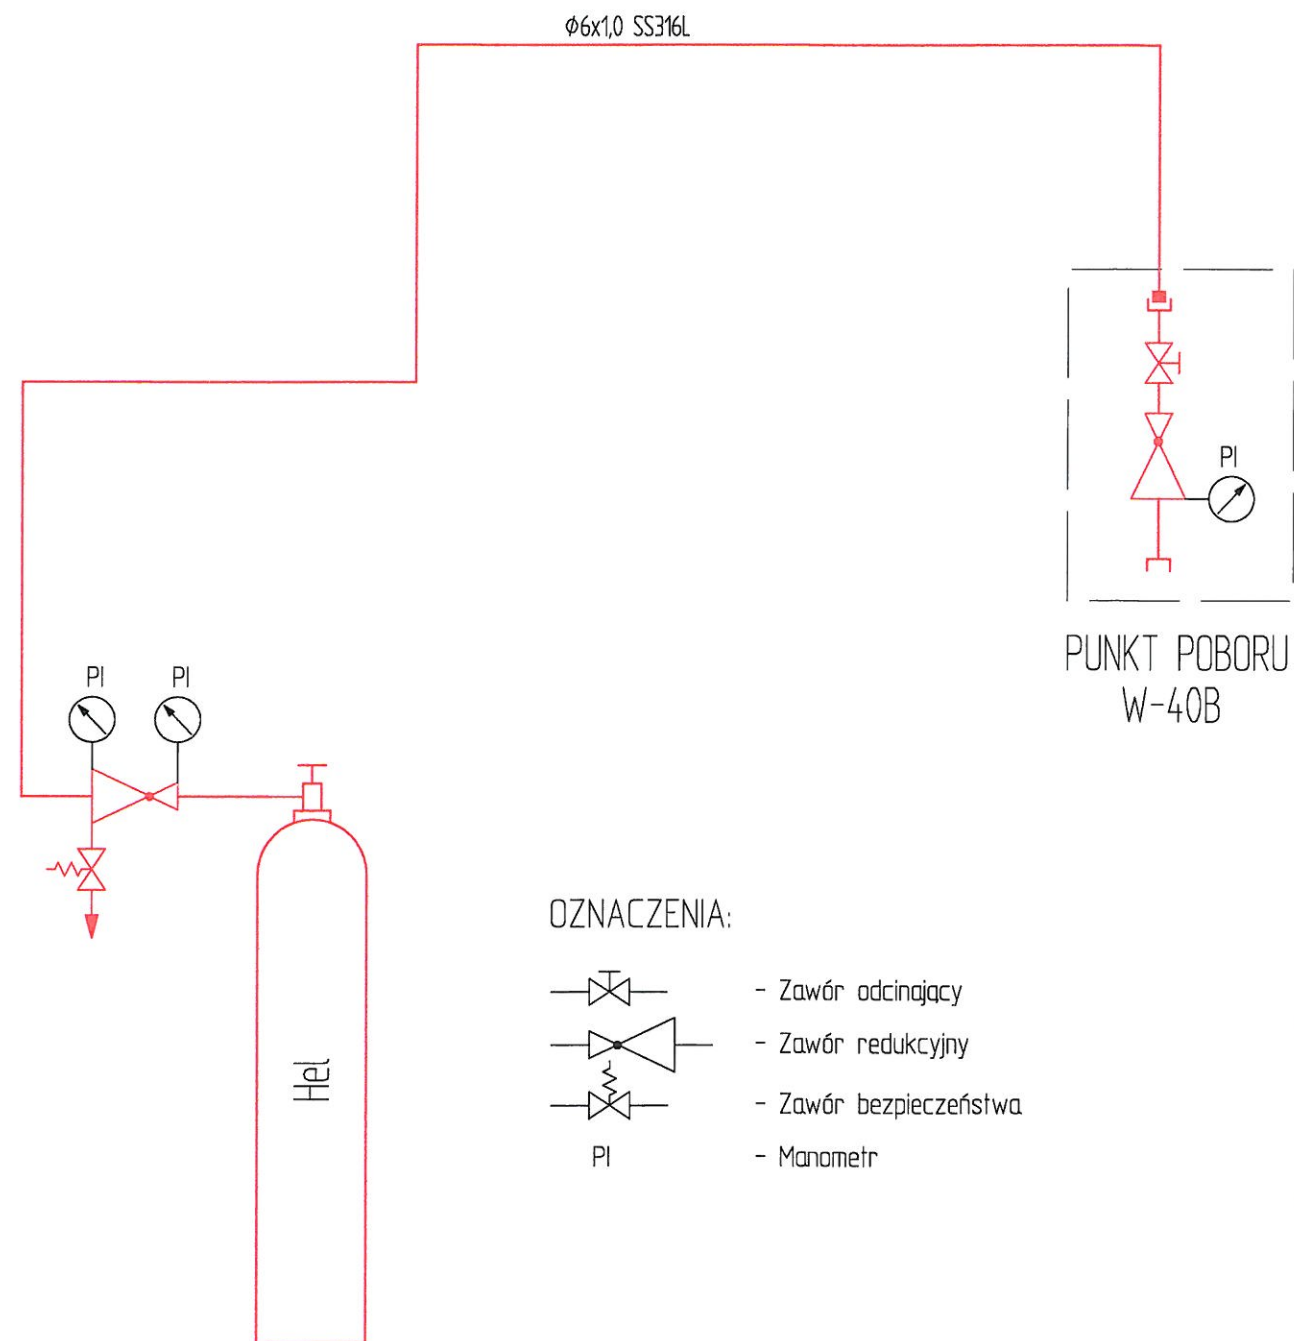 Φ6x1,0 SS316L
PI
PUNKT POBORU
W-40B
PI
PI
Hel
OZNACZENIA:
- Zawór odcinający
- Zawór redukcyjny
- Zawór bezpieczeństwa
PI - Manometr